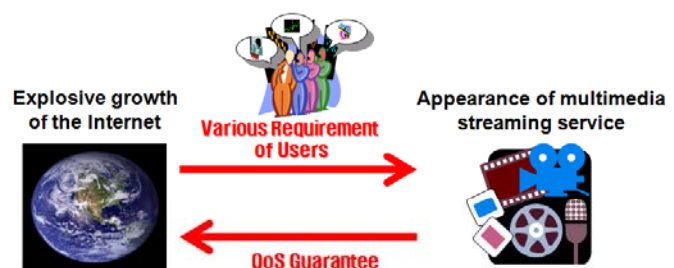 Explosive growth
of the Internet
Various Requirement
of Users
Appearance of multimedia
streaming service
QoS Guarantee